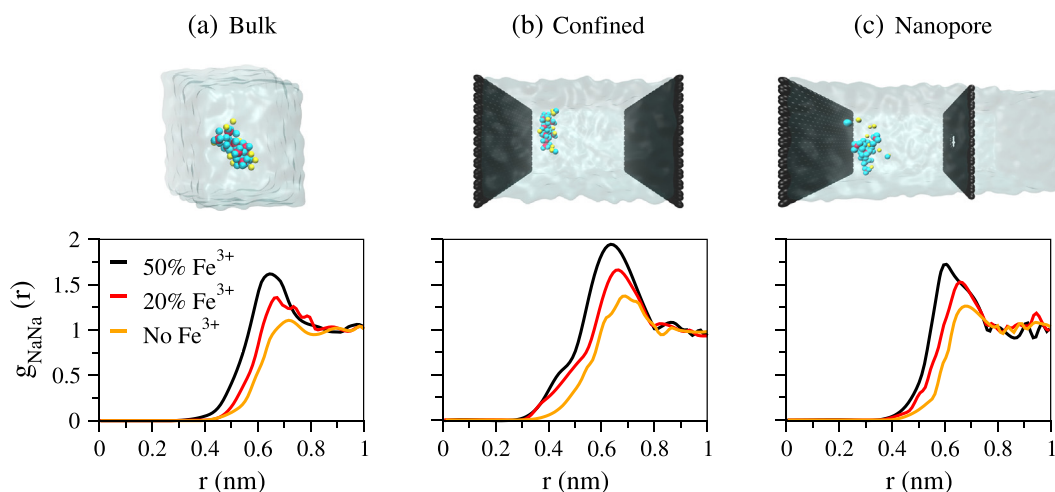 (a) Bulk
(b) Confined
(c) Nanopore
g_NaNa (r)
2
1.5
1
0.5
0
50% Fe³⁺
20% Fe³⁺
No Fe³⁺
0 0.2 0.4 0.6 0.8 1
0 0.2 0.4 0.6 0.8 1
0 0.2 0.4 0.6 0.8 1
r (nm)
r (nm)
r (nm)